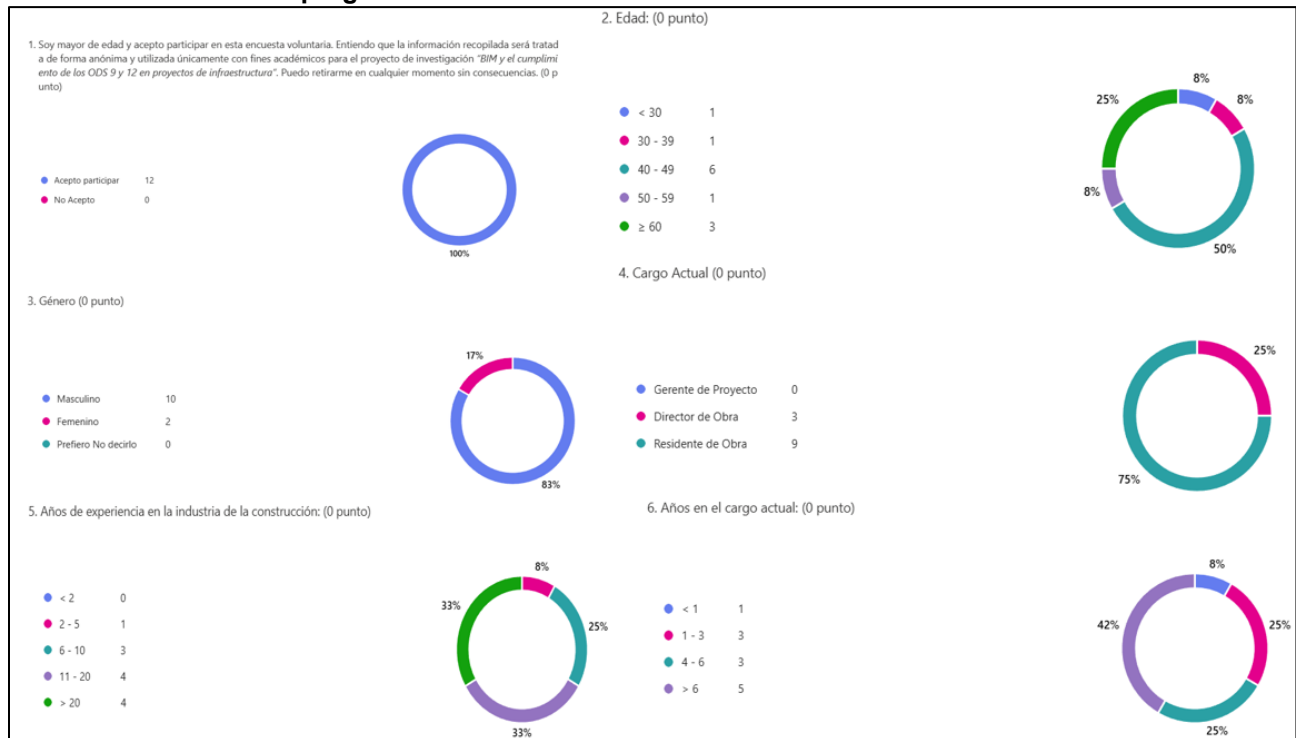 2. Edad: (0 punto)
1. Soy mayor de edad y acepto participar en esta encuesta voluntaria. Entiendo que la información recopilada será tratad
a de forma anónima y utilizada únicamente con fines académicos para el proyecto de investigación "BIM y el cumplimi
ento de los ODS 9 y 12 en proyectos de infraestructura". Puedo retirarme en cualquier momento sin consecuencias. (0 p
unto)
Acepto participar 12
No Acepto 0
100%
< 30 1
30 - 39 1
40 - 49 6
50 - 59 1
≥ 60 3
8%
8%
25%
8%
50%
3. Género (0 punto)
Masculino 10
Femenino 2
Prefiero No decirlo 0
17%
83%
4. Cargo Actual (0 punto)
Gerente de Proyecto 0
Director de Obra 3
Residente de Obra 9
25%
75%
5. Años de experiencia en la industria de la construcción: (0 punto)
< 2 0
2 - 5 1
6 - 10 3
11 - 20 4
> 20 4
8%
33%
25%
33%
6. Años en el cargo actual: (0 punto)
< 1 1
1 - 3 3
4 - 6 3
> 6 5
8%
42%
25%
25%